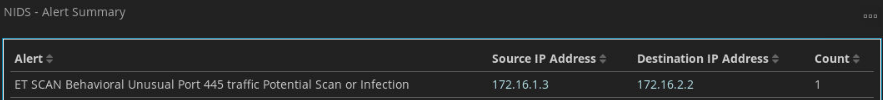 NIDS - Alert Summary
Alert Source IP Address Destination IP Address Count
ET SCAN Behavioral Unusual Port 445 traffic Potential Scan or Infection 172.16.1.3 172.16.2.2 1